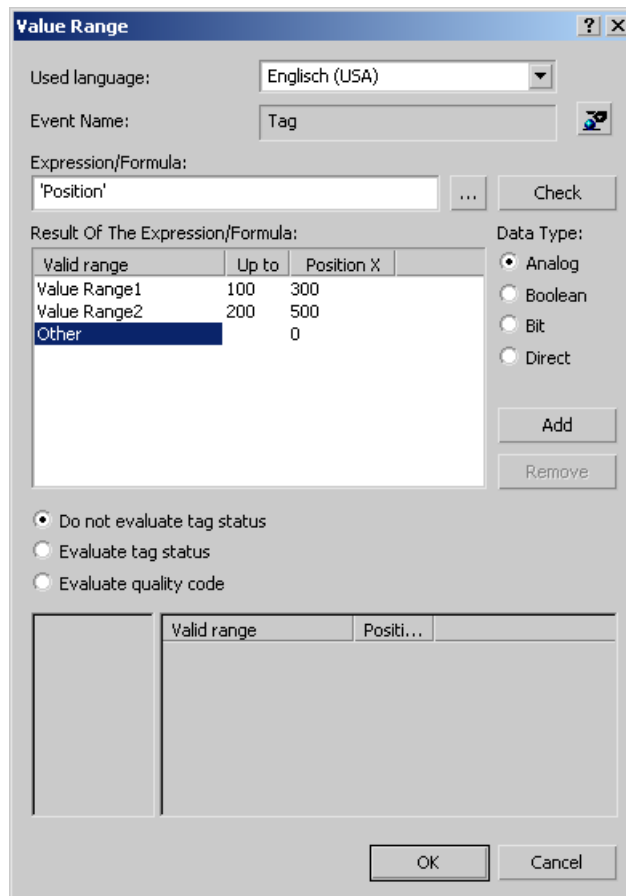 Value Range
Used language: Englisch (USA)
Event Name: Tag
Expression/Formula:
'Position' ... Check
Result Of The Expression/Formula: Data Type:
Valid range Up to Position X
Value Range1 100 300
Value Range2 200 500
Other 0
Analog
Boolean
Bit
Direct
Add
Remove
Do not evaluate tag status
Evaluate tag status
Evaluate quality code
Valid range Positi...
OK Cancel